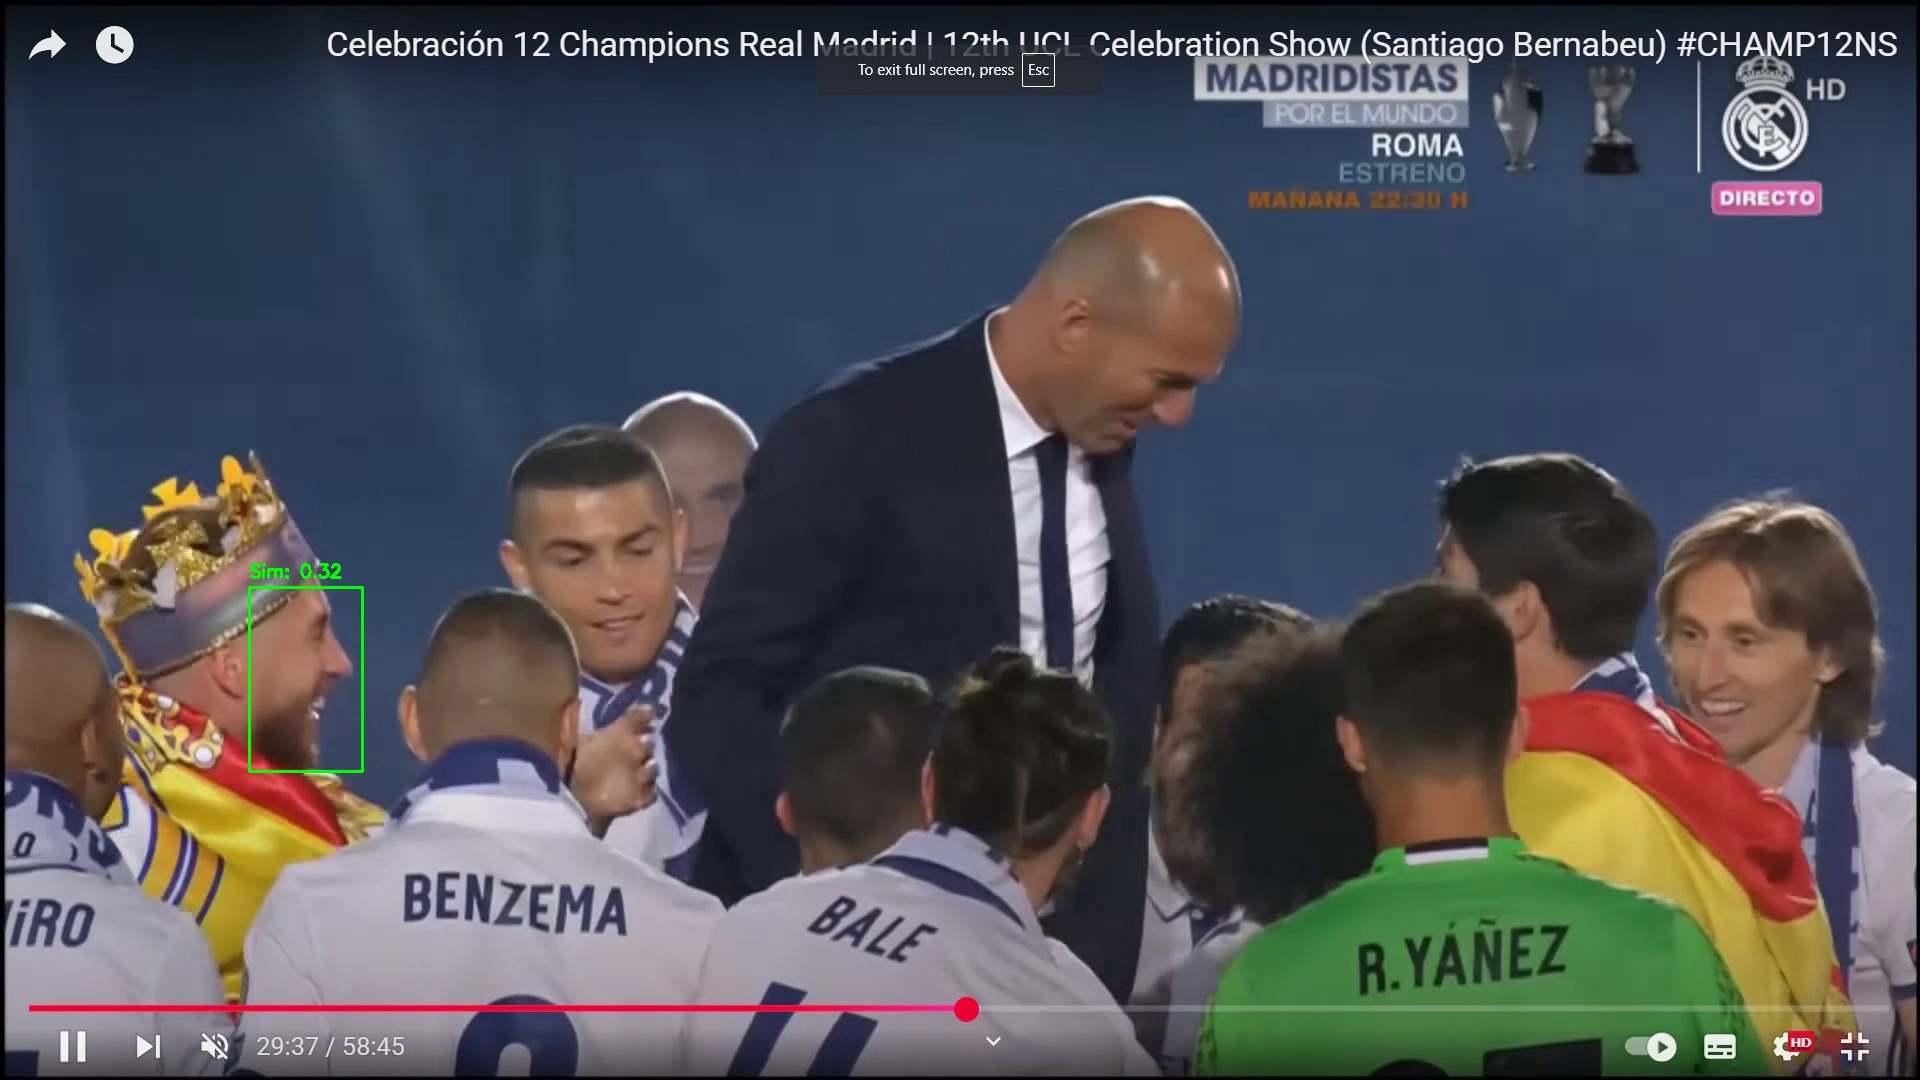 Celebración 12 Champions Real Madrid | 12th UCL Celebration Show (Santiago Bernabeu) #CHAMP12NS
To exit full screen, press Esc
MADRIDISTAS
POR EL MUNDO
ROMA
ESTRENO
MAÑANA 22:30 H
HD
DIRECTO
Sim: 0.32
BENZEMA
BALE
R.YÁÑEZ
29:37 / 58:45
HD